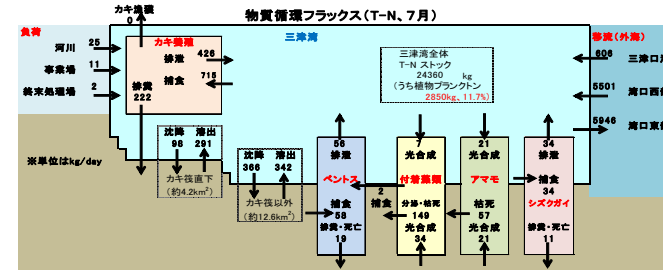 物質循環フラックス(T-N、7月)
カキ漁獲
0
負荷
河川 25
事業場 11
終末処理場 2
カキ養殖
排泄 426
捕食 715
排糞
222
三津湾
三津湾全体
T-N ストック
24360 kg
(うち植物プランクトン
2850kg、11.7%)
移流(外海)
606
三津口湾
5501
湾口西側
5946
湾口東側
※単位はkg/day
沈降 溶出
98 291
カキ筏直下
(約4.2km²)
沈降 溶出
366 342
カキ筏以外
(約12.6km²)
56
排泄
ベントス
捕食
58
排糞・死亡
19
2
捕食
7
光合成
付着藻類
分泌・枯死
149
光合成
34
21
光合成
アマモ
枯死
57
光合成
21
34
排泄
捕食
34
シズクガイ
排糞・死亡
11